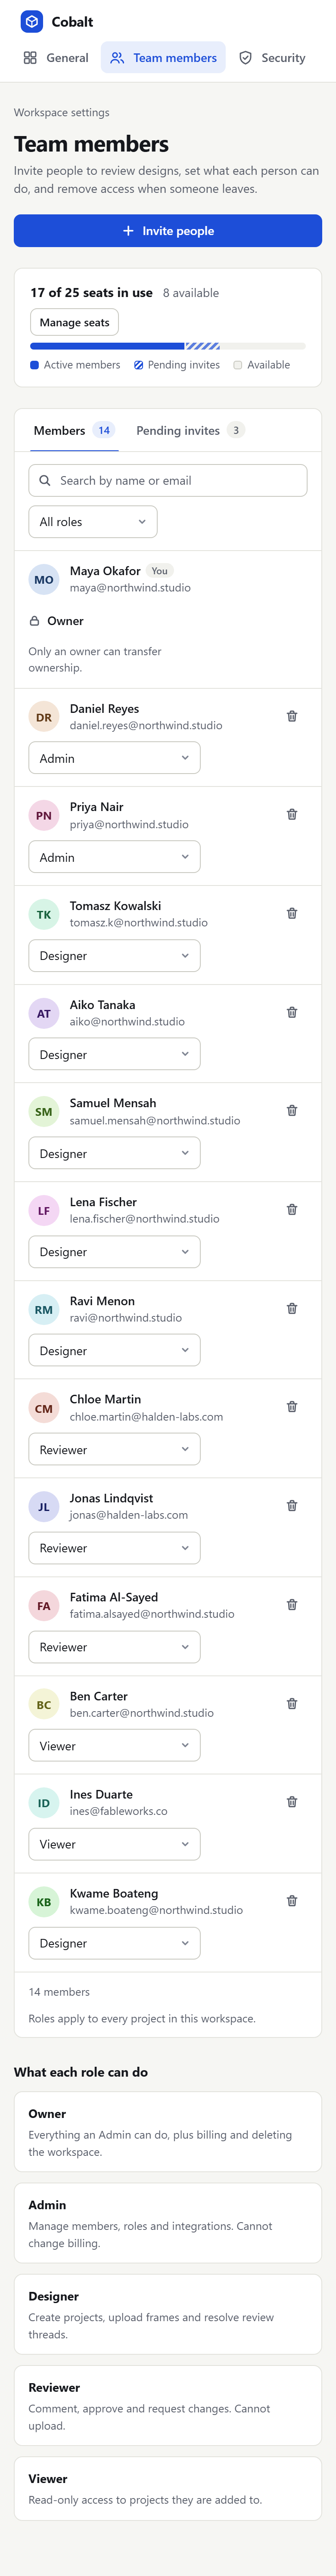 Cobalt
General Team members Security
Workspace settings
Team members
Invite people to review designs, set what each person can
do, and remove access when someone leaves.
Invite people
17 of 25 seats in use 8 available
Manage seats
Active members Pending invites Available
Members 14 Pending invites 3
Search by name or email
All roles
MO Maya Okafor You
maya@northwind.studio
Owner
Only an owner can transfer
ownership.
DR Daniel Reyes
daniel.reyes@northwind.studio
Admin
PN Priya Nair
priya@northwind.studio
Admin
TK Tomasz Kowalski
tomasz.k@northwind.studio
Designer
AT Aiko Tanaka
aiko@northwind.studio
Designer
SM Samuel Mensah
samuel.mensah@northwind.studio
Designer
LF Lena Fischer
lena.fischer@northwind.studio
Designer
RM Ravi Menon
ravi@northwind.studio
Designer
CM Chloe Martin
chloe.martin@halden-labs.com
Reviewer
JL Jonas Lindqvist
jonas@halden-labs.com
Reviewer
FA Fatima Al-Sayed
fatima.alsayed@northwind.studio
Reviewer
BC Ben Carter
ben.carter@northwind.studio
Viewer
ID Ines Duarte
ines@fableworks.co
Viewer
KB Kwame Boateng
kwame.boateng@northwind.studio
Designer
14 members
Roles apply to every project in this workspace.
What each role can do
Owner
Everything an Admin can do, plus billing and deleting
the workspace.
Admin
Manage members, roles and integrations. Cannot
change billing.
Designer
Create projects, upload frames and resolve review
threads.
Reviewer
Comment, approve and request changes. Cannot
upload.
Viewer
Read-only access to projects they are added to.